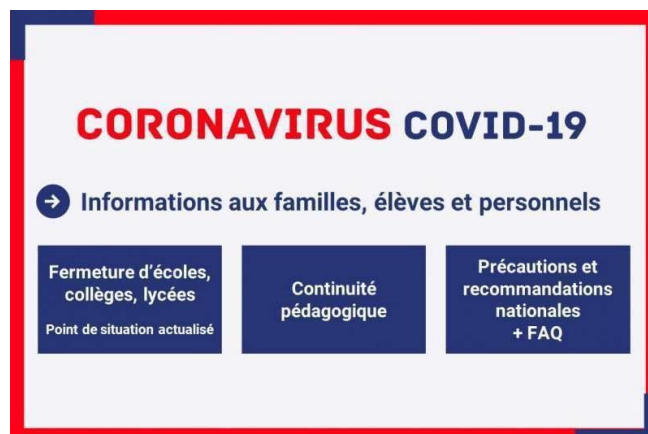 CORONAVIRUS COVID-19
Informations aux familles, élèves et personnels
Fermeture d'écoles,
collèges, lycées
Point de situation actualisé
Continuité
pédagogique
Précautions et
recommandations
nationales
+ FAQ